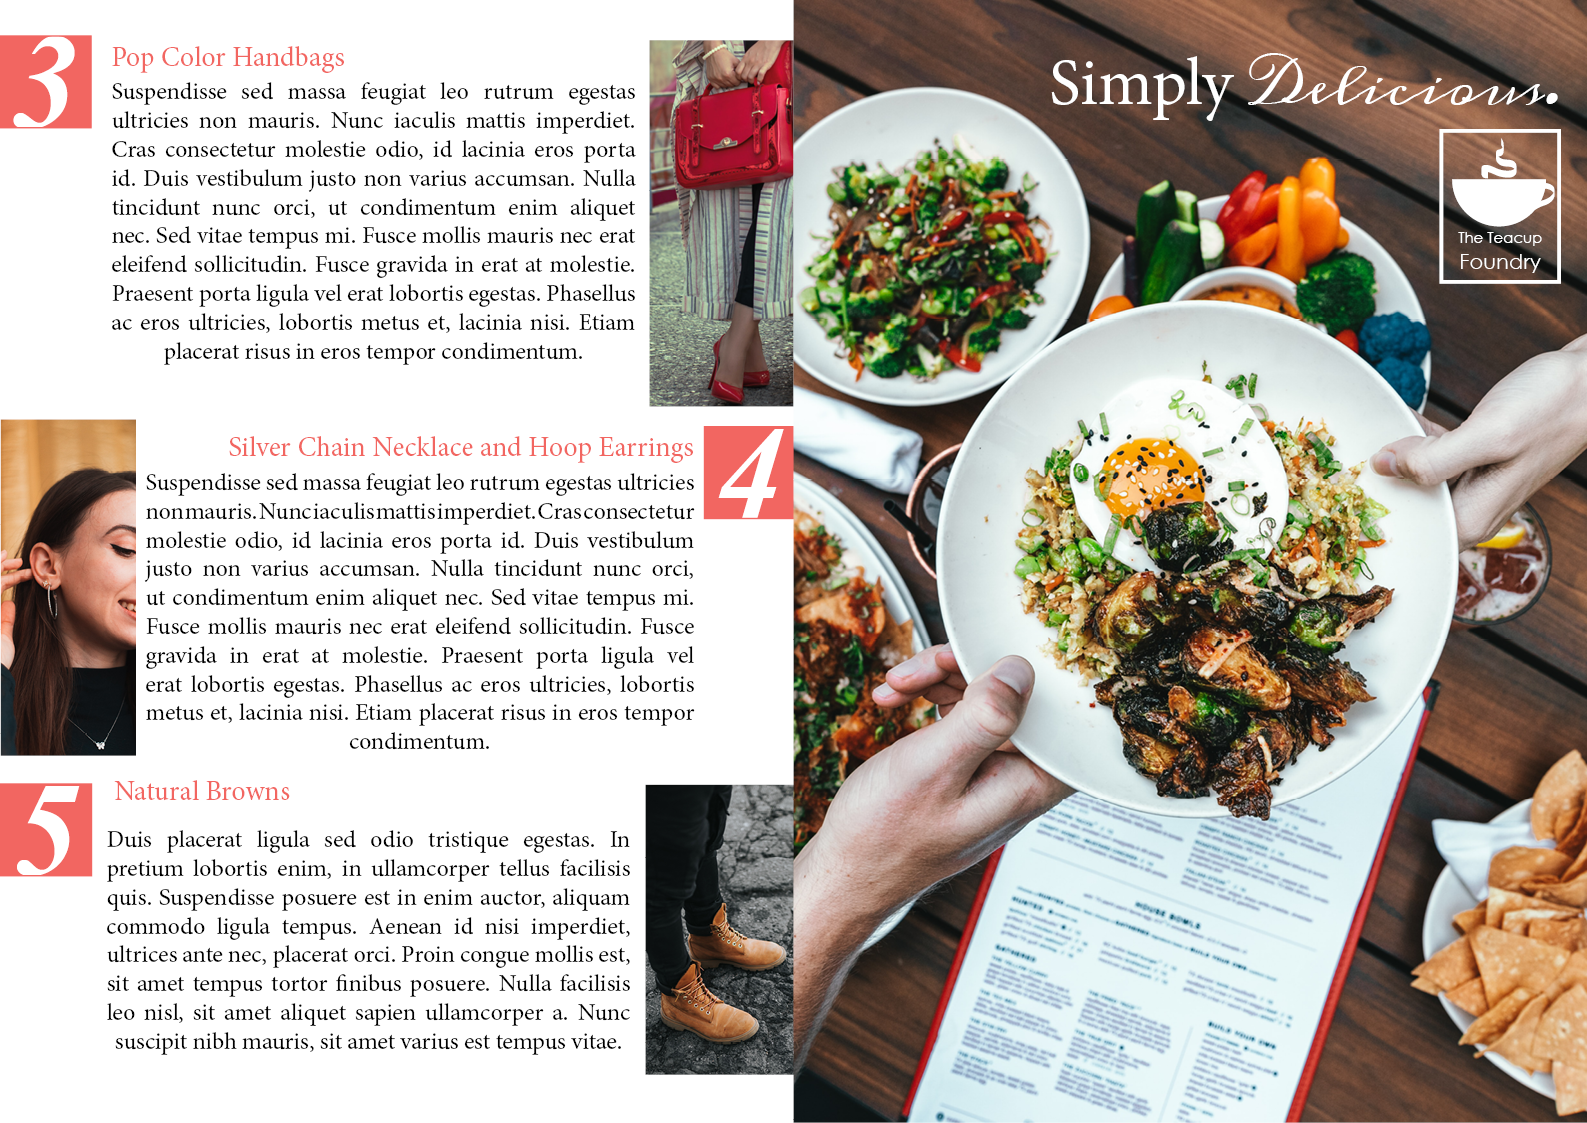 3
Pop Color Handbags
Suspendisse sed massa feugiat leo rutrum egestas
ultricies non mauris. Nunc iaculis mattis imperdiet.
Cras consectetur molestie odio, id lacinia eros porta
id. Duis vestibulum justo non varius accumsan. Nulla
tincidunt nunc orci, ut condimentum enim aliquet
nec. Sed vitae tempus mi. Fusce mollis mauris nec erat
eleifend sollicitudin. Fusce gravida in erat at molestie.
Praesent porta ligula vel erat lobortis egestas. Phasellus
ac eros ultricies, lobortis metus et, lacinia nisi. Etiam
placerat risus in eros tempor condimentum.
Silver Chain Necklace and Hoop Earrings
4
Suspendisse sed massa feugiat leo rutrum egestas ultricies
non mauris. Nunc iaculis mattis imperdiet. Cras consectetur
molestie odio, id lacinia eros porta id. Duis vestibulum
justo non varius accumsan. Nulla tincidunt nunc orci,
ut condimentum enim aliquet nec. Sed vitae tempus mi.
Fusce mollis mauris nec erat eleifend sollicitudin. Fusce
gravida in erat at molestie. Praesent porta ligula vel
erat lobortis egestas. Phasellus ac eros ultricies, lobortis
metus et, lacinia nisi. Etiam placerat risus in eros tempor
condimentum.
5
Natural Browns
Duis placerat ligula sed odio tristique egestas. In
pretium lobortis enim, in ullamcorper tellus facilisis
quis. Suspendisse posuere est in enim auctor, aliquam
commodo ligula tempus. Aenean id nisi imperdiet,
ultrices ante nec, placerat orci. Proin congue mollis est,
sit amet tempus tortor finibus posuere. Nulla facilisis
leo nisl, sit amet aliquet sapien ullamcorper a. Nunc
suscipit nibh mauris, sit amet varius est tempus vitae.
Simply Delicious.
The Teacup
Foundry
HOUSE BOWLS
BUILD YOUR OWN